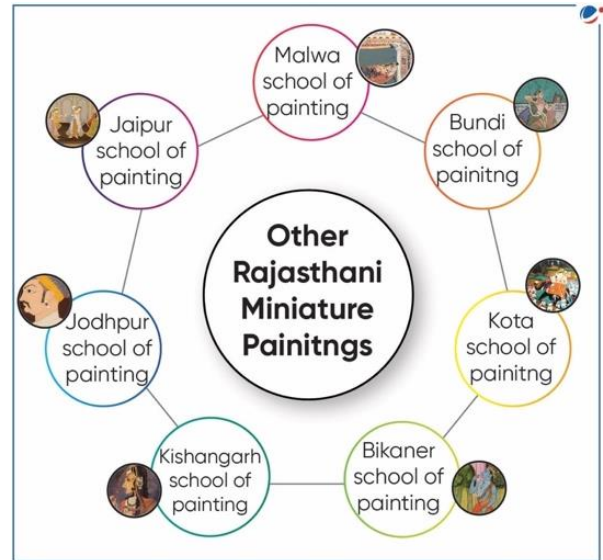 Malwa
school of
painting
Bundi
school of
painitng
Kota
school of
painitng
Bikaner
school of
painting
Kishangarh
school of
painting
Jodhpur
school of
painting
Jaipur
school of
painting
Other
Rajasthani
Miniature
Painitngs